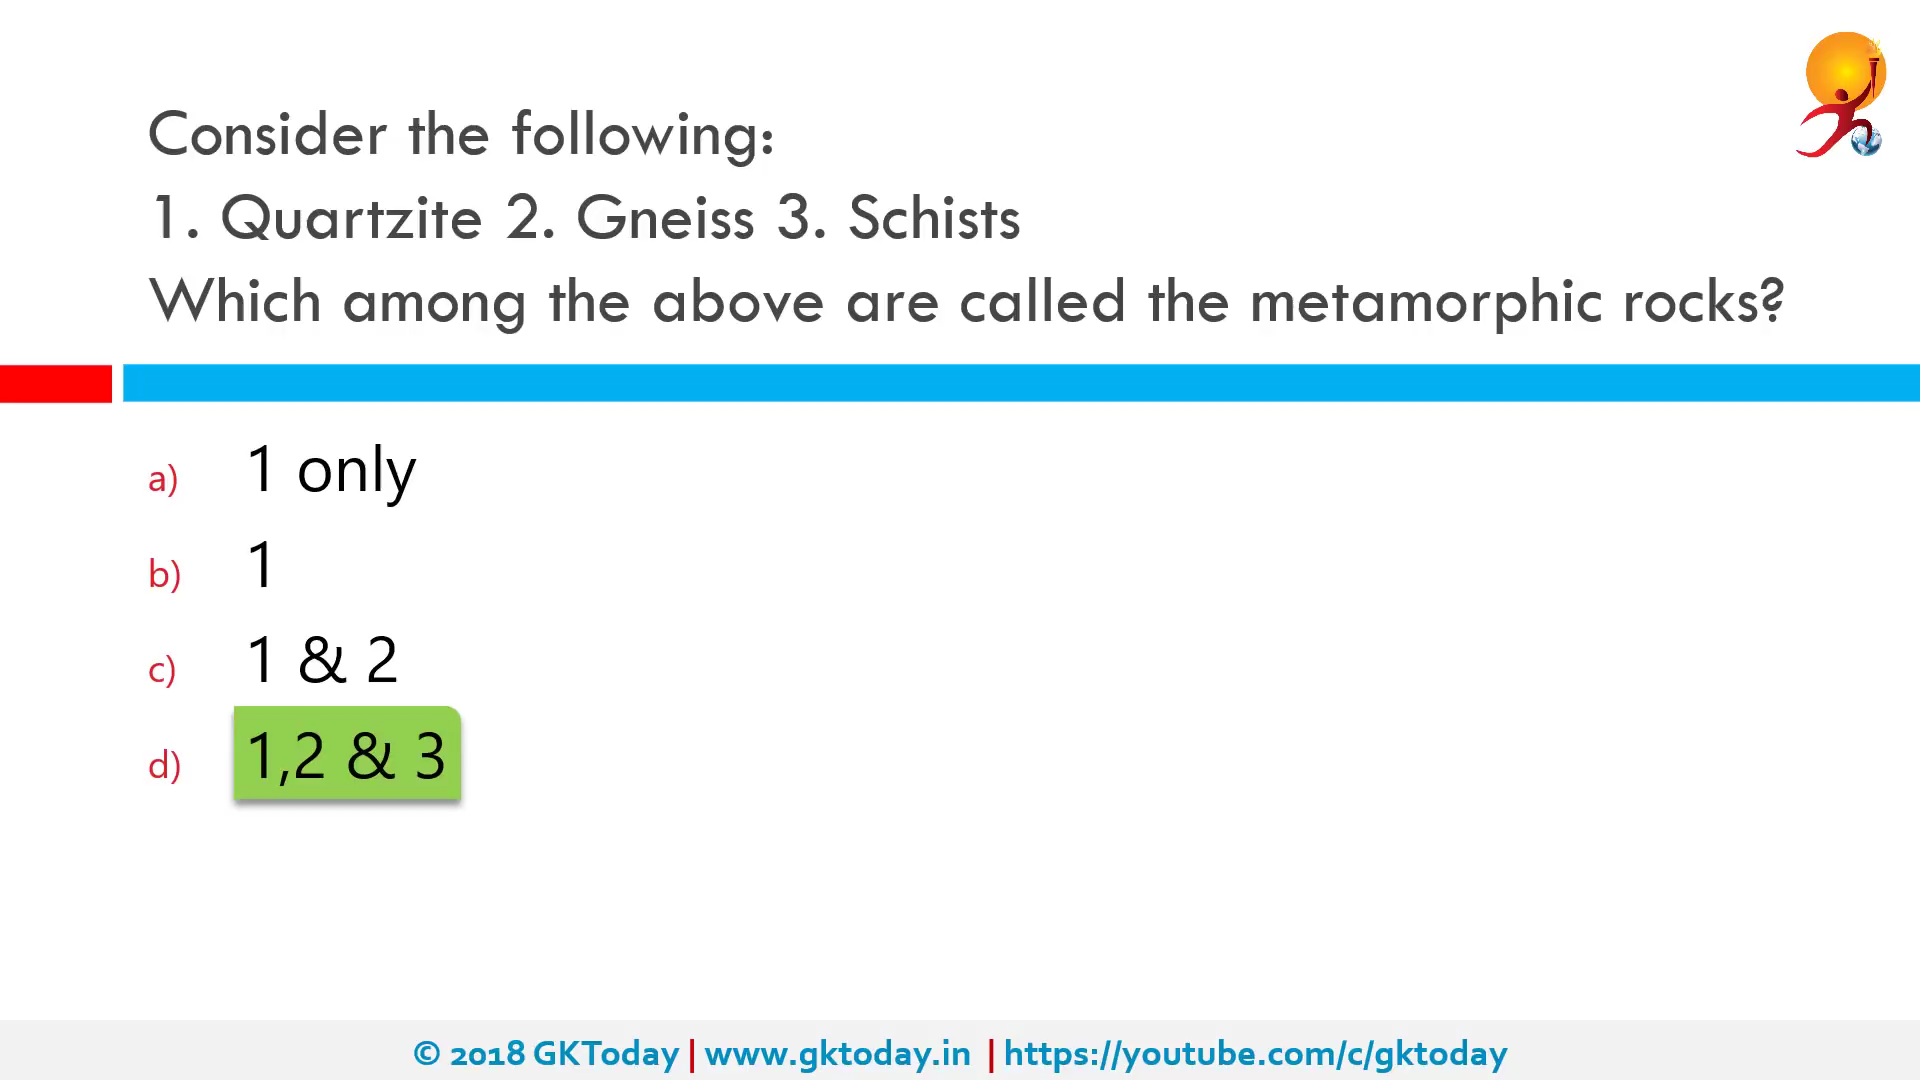 Consider the following:
1. Quartzite 2. Gneiss 3. Schists
Which among the above are called the metamorphic rocks?
a) 1 only
b) 1
c) 1 & 2
d) 1,2 & 3
© 2018 GKToday | www.gktoday.in | https://youtube.com/c/gktoday